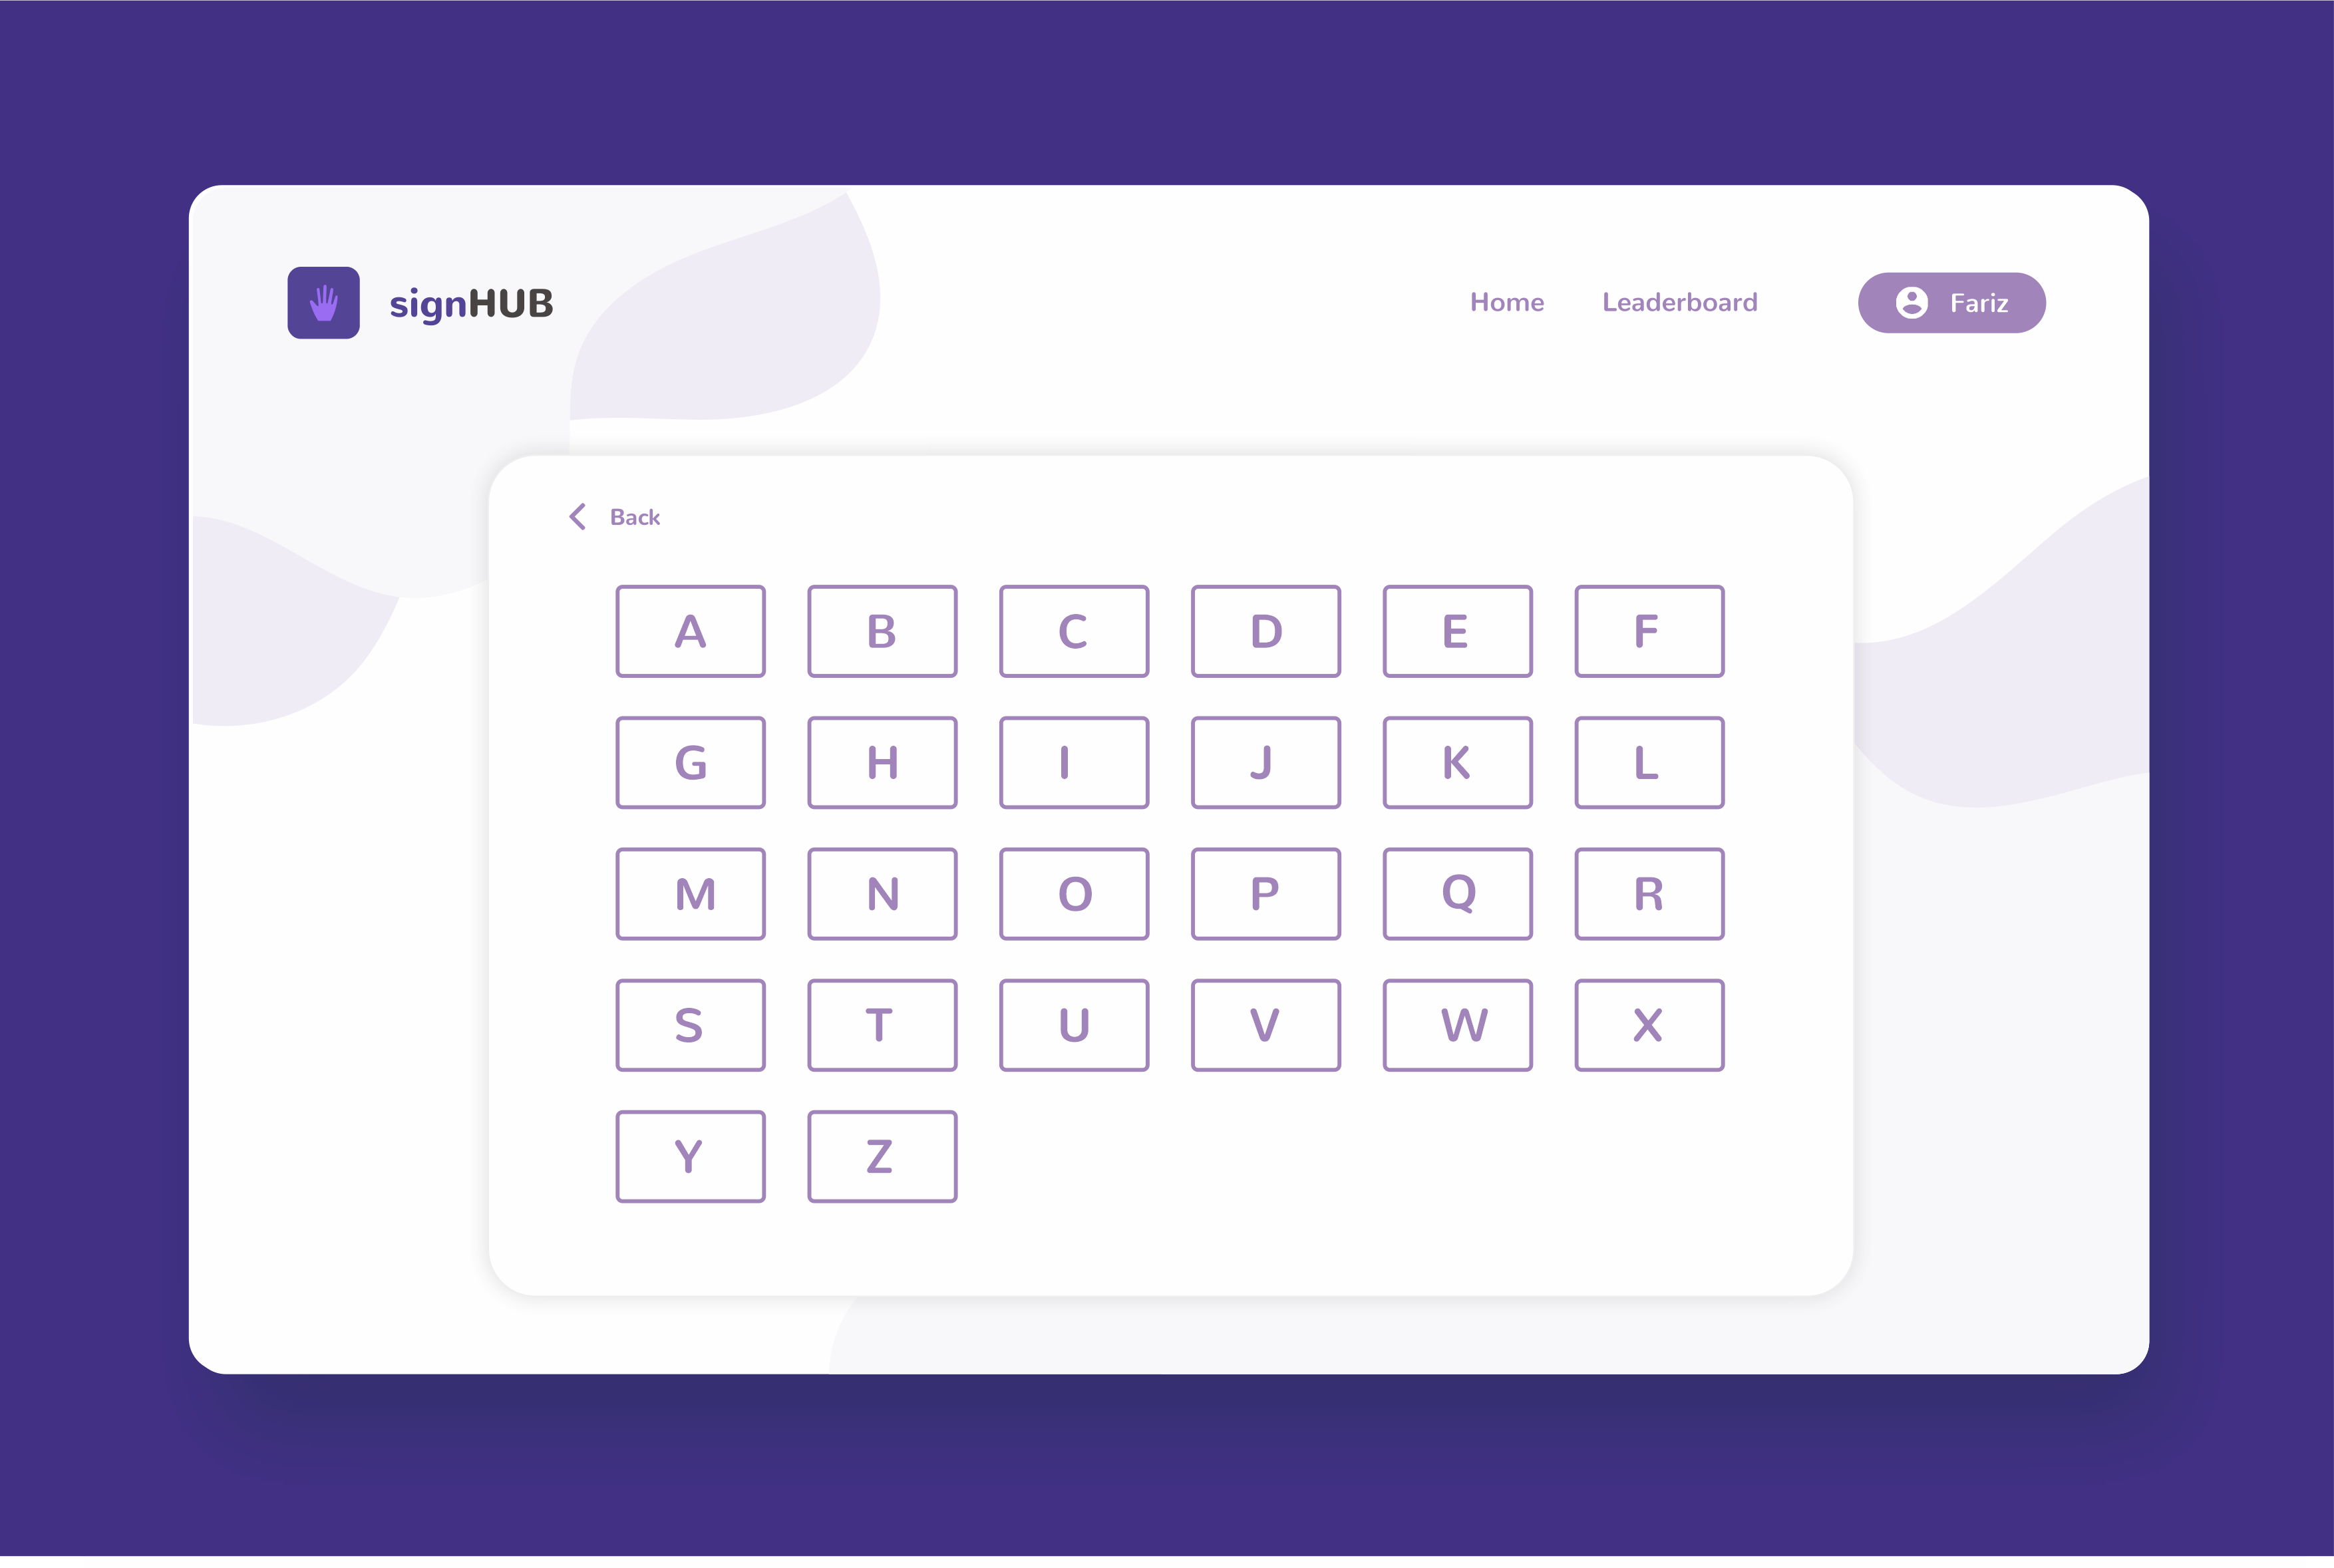 signHUB
Home Leaderboard Fariz
Back
A B C D E F
G H I J K L
M N O P Q R
S T U V W X
Y Z